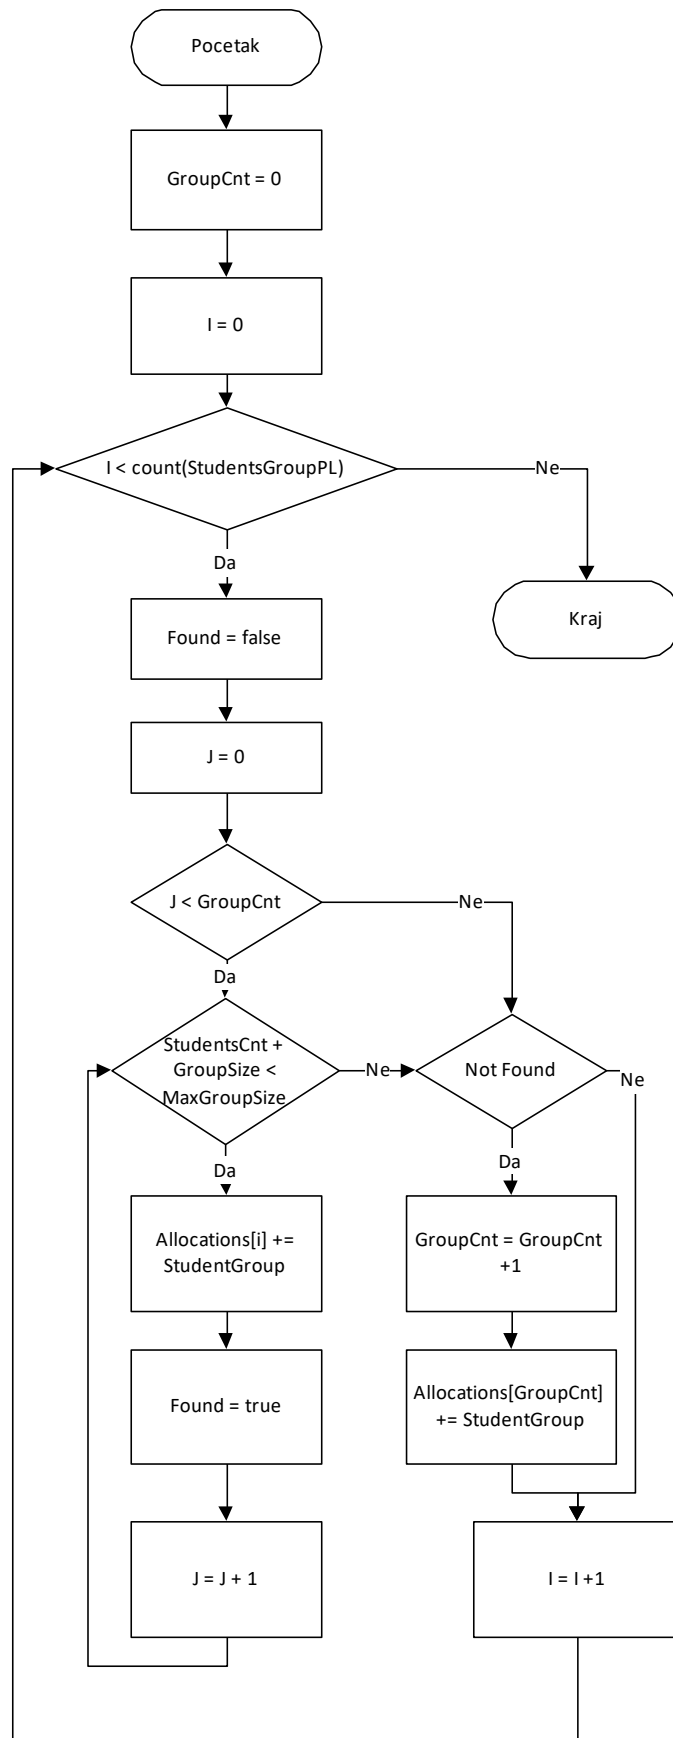 Pocetak
GroupCnt = 0
I = 0
I < count(StudentsGroupPL)
Ne
Da
Found = false
Kraj
J = 0
J < GroupCnt
Ne
Da
StudentsCnt +
GroupSize <
MaxGroupSize
Ne
Not Found
Ne
Da
Da
Allocations[i] +=
StudentGroup
GroupCnt = GroupCnt
+1
Found = true
Allocations[GroupCnt]
+= StudentGroup
J = J + 1
I = I +1